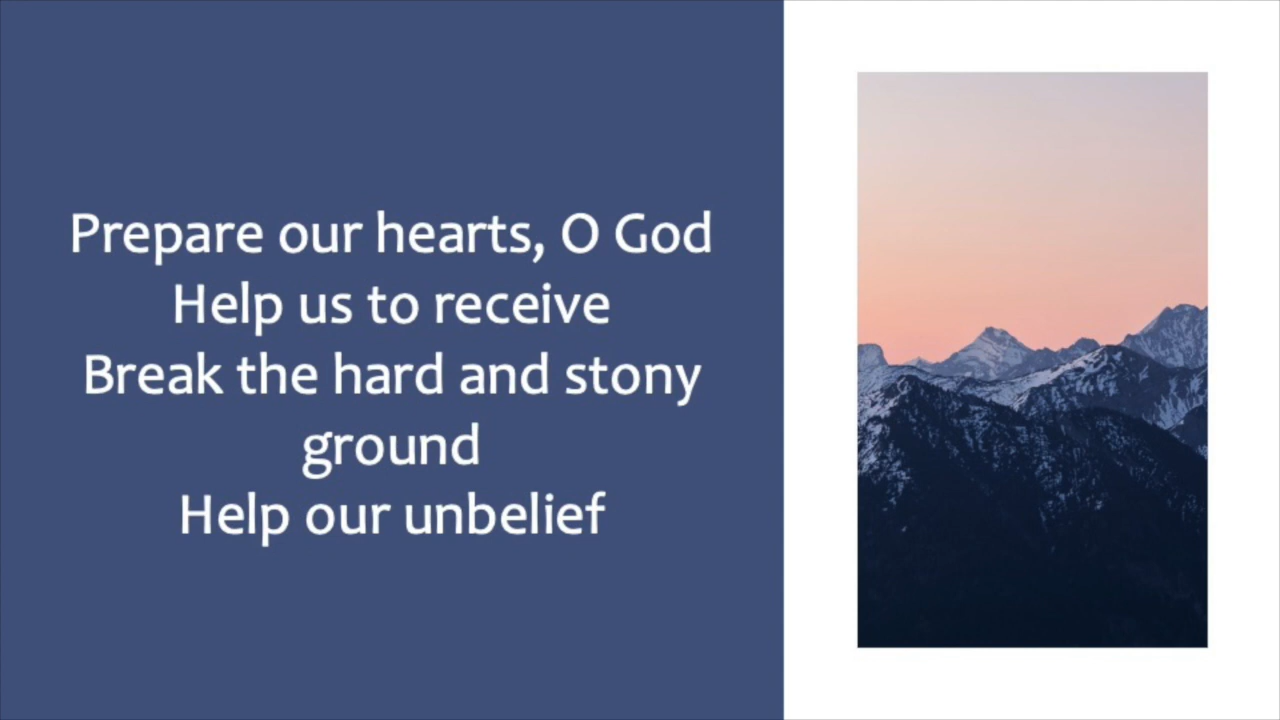 Prepare our hearts, O God
Help us to receive
Break the hard and stony
ground
Help our unbelief